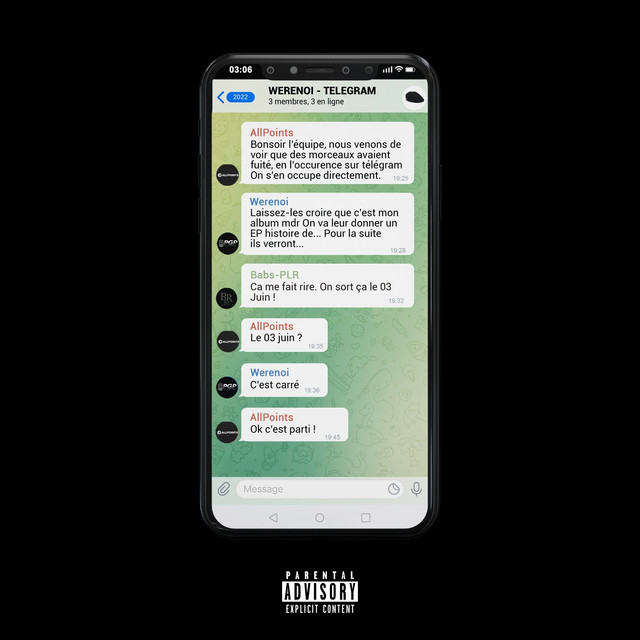 03:06
2022
WERENOI - TELEGRAM
3 membres, 3 en ligne
AllPoints
Bonsoir l'équipe, nous venons de
voir que des morceaux avaient
fuité, en l'occurence sur télégram
On s'en occupe directement.
19:25
Werenoi
Laissez-les croire que c'est mon
album mdr On va leur donner un
EP histoire de... Pour la suite
ils verront...
19:28
Babs-PLR
Ca me fait rire. On sort ça le 03
Juin !
19:32
AllPoints
Le 03 juin ?
19:35
Werenoi
C'est carré
19:36
AllPoints
Ok c'est parti !
19:45
Message
PARENTAL
ADVISORY
EXPLICIT CONTENT